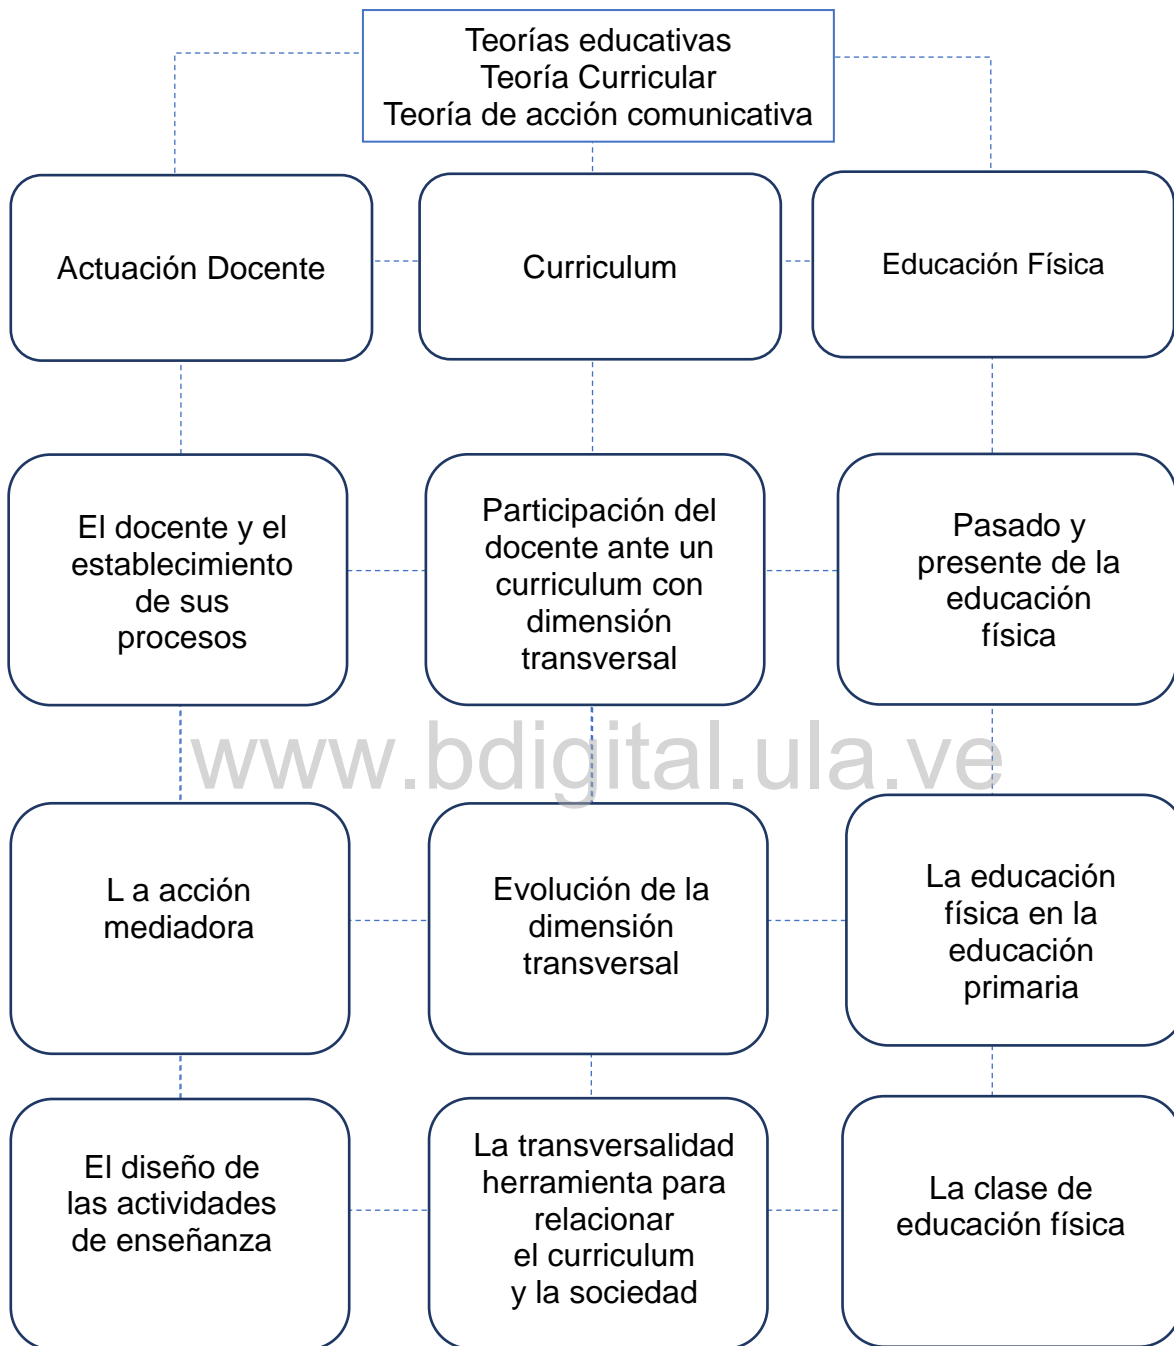 Teorías educativas
Teoría Curricular
Teoría de acción comunicativa
Actuación Docente
Curriculum
Educación Física
El docente y el
establecimiento
de sus
procesos
Participación del
docente ante un
curriculum con
dimensión
transversal
Pasado y
presente de la
educación
física
www.bdigital.ula.ve
L a acción
mediadora
Evolución de la
dimensión
transversal
La educación
física en la
educación
primaria
El diseño de
las actividades
de enseñanza
La transversalidad
herramienta para
relacionar
el curriculum
y la sociedad
La clase de
educación física